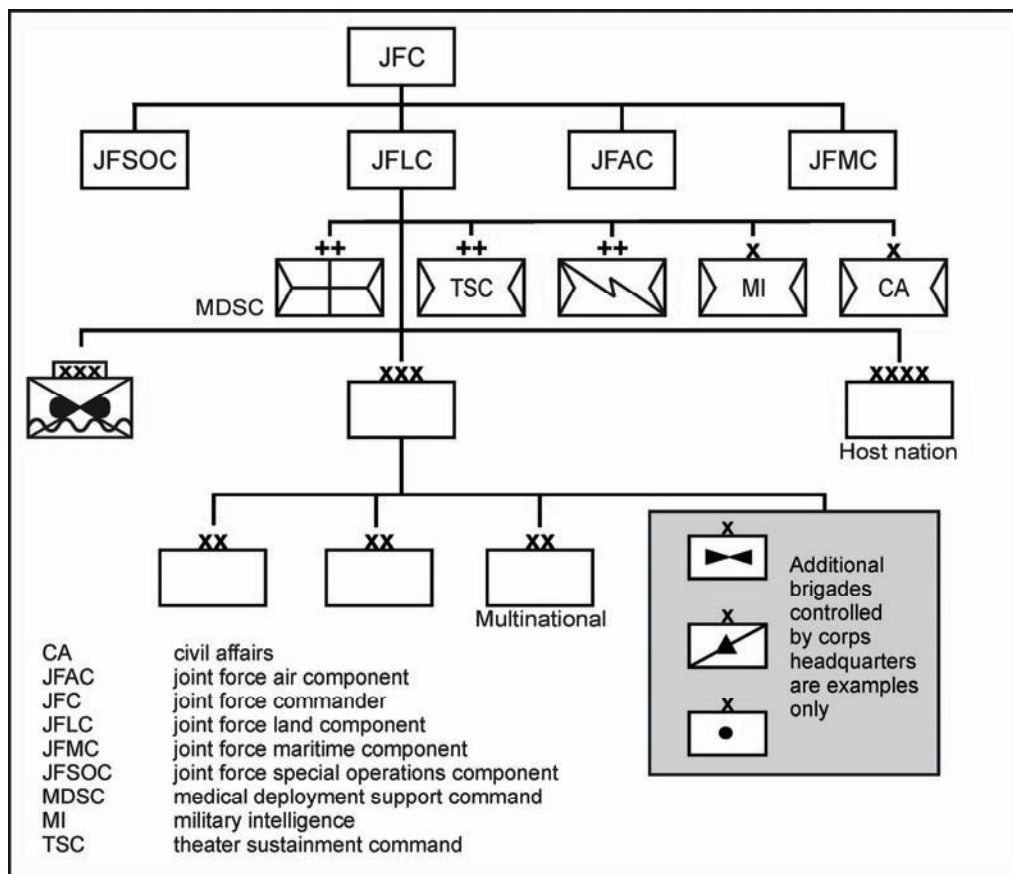 JFC
JFSOC JFLC JFAC JFMC
++ ++ ++ x x
TSC MI CA
MDSC
xxx xxx xxxx
Host nation
xx xx xx
Multinational
x
x
x
Additional
brigades
controlled
by corps
headquarters
are examples
only
CA civil affairs
JFAC joint force air component
JFC joint force commander
JFLC joint force land component
JFMC joint force maritime component
JFSOC joint force special operations component
MDSC medical deployment support command
MI military intelligence
TSC theater sustainment command